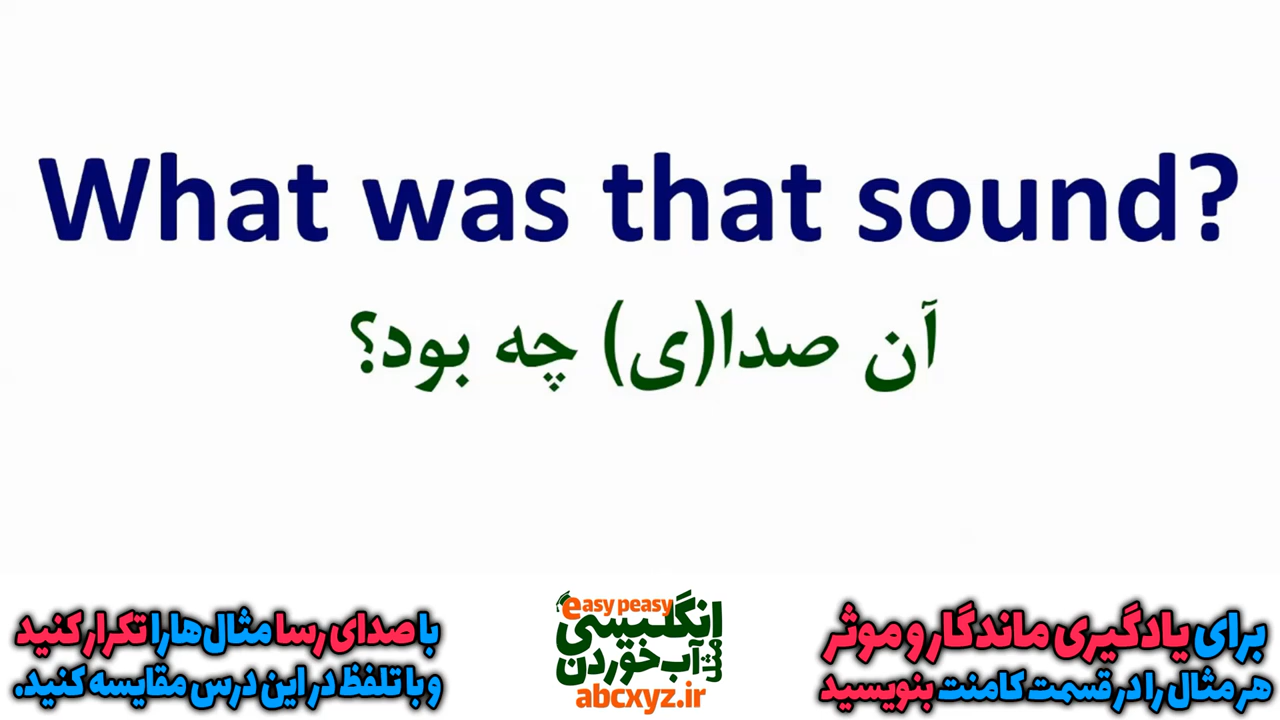 What was that sound?
آن صدا(ی) چه بود؟
برای یادگیری ماندگار و موثر
هر مثال را در قسمت کامنت بنویسید
easy peasy
انگلیسی
مثل آب خوردن
abcxyz.ir
با صدای رسا مثال‌ها را تکرار کنید
و با تلفظ در این درس مقایسه کنید.